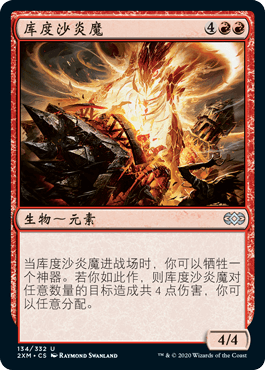 库度沙炎魔 4
生物～元素
当库度沙炎魔进战场时，你可以牺牲一
个神器。若你如此作，则库度沙炎魔对
任意数量的目标造成共4点伤害，你可
以任意分配。
4/4
134/332 U
2XM • CS RAYMOND SWANLAND
™ & © 2020 Wizards of the Coast